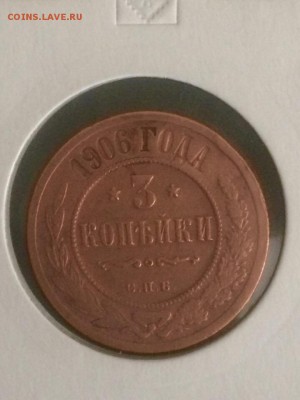 COINS.LAVE.RU
1906 ГОДА
* 3 *
КОПѢЙКИ
С.П.Б.